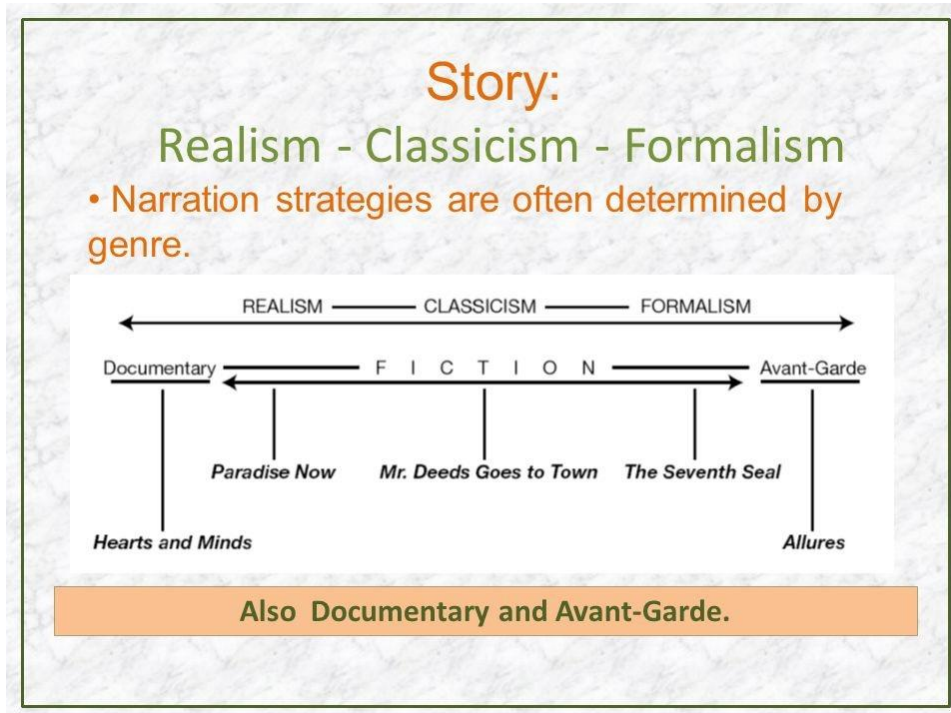 Story:
Realism - Classicism - Formalism
• Narration strategies are often determined by
genre.
REALISM CLASSICISM FORMALISM
Documentary F I C T I O N Avant-Garde
Paradise Now Mr. Deeds Goes to Town The Seventh Seal
Hearts and Minds Allures
Also Documentary and Avant-Garde.